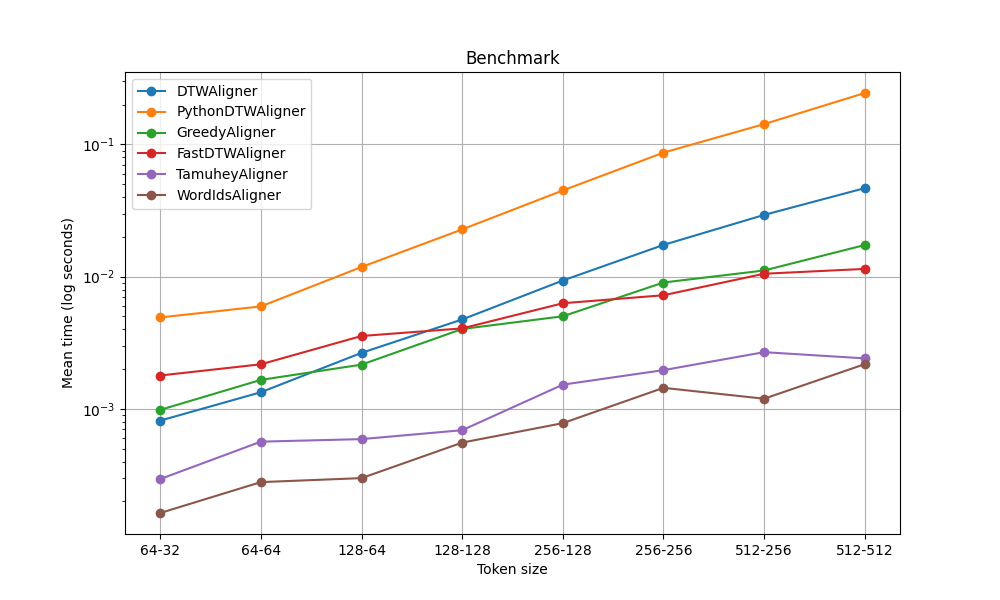 Benchmark
DTWAligner
PythonDTWAligner
GreedyAligner
FastDTWAligner
TamuheyAligner
WordIdsAligner
Mean time (log seconds)
10⁻¹
10⁻²
10⁻³
64-32 64-64 128-64 128-128 256-128 256-256 512-256 512-512
Token size